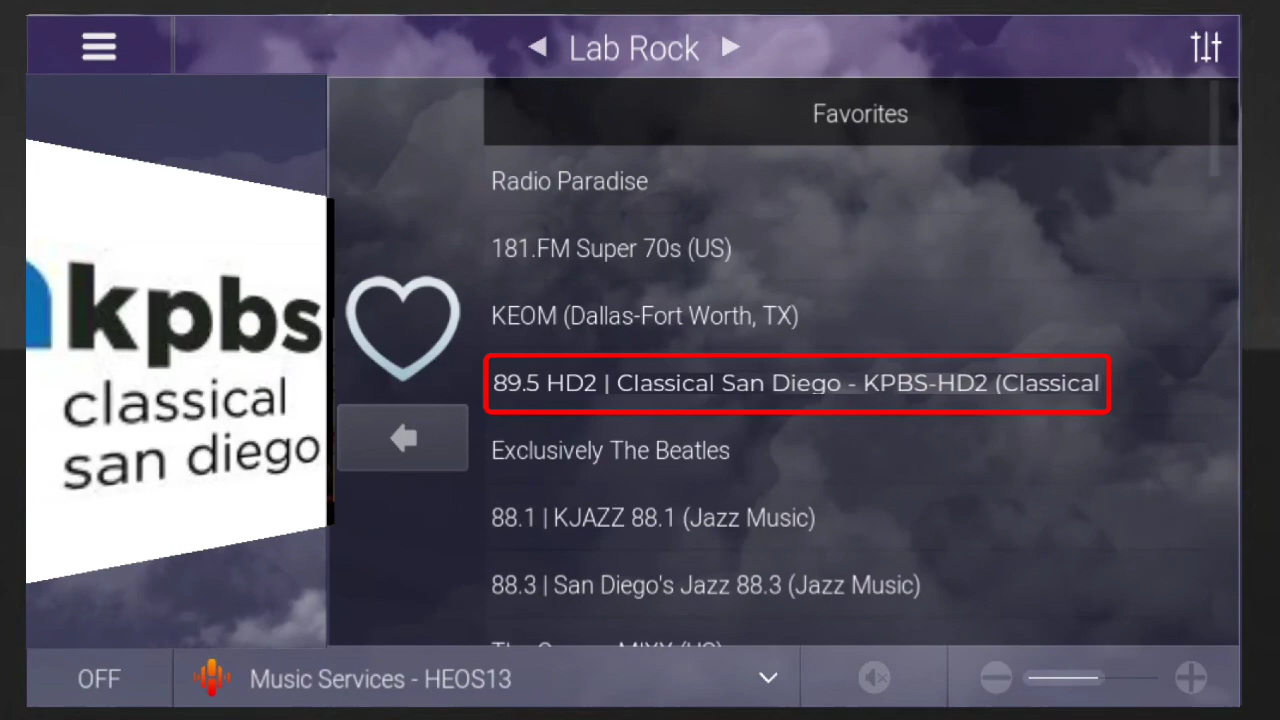 Lab Rock
Favorites
Radio Paradise
181.FM Super 70s (US)
KEOM (Dallas-Fort Worth, TX)
89.5 HD2 | Classical San Diego - KPBS-HD2 (Classical
Exclusively The Beatles
88.1 | KJAZZ 88.1 (Jazz Music)
88.3 | San Diego's Jazz 88.3 (Jazz Music)
kpbs
classical
san diego
OFF
Music Services - HEOS13